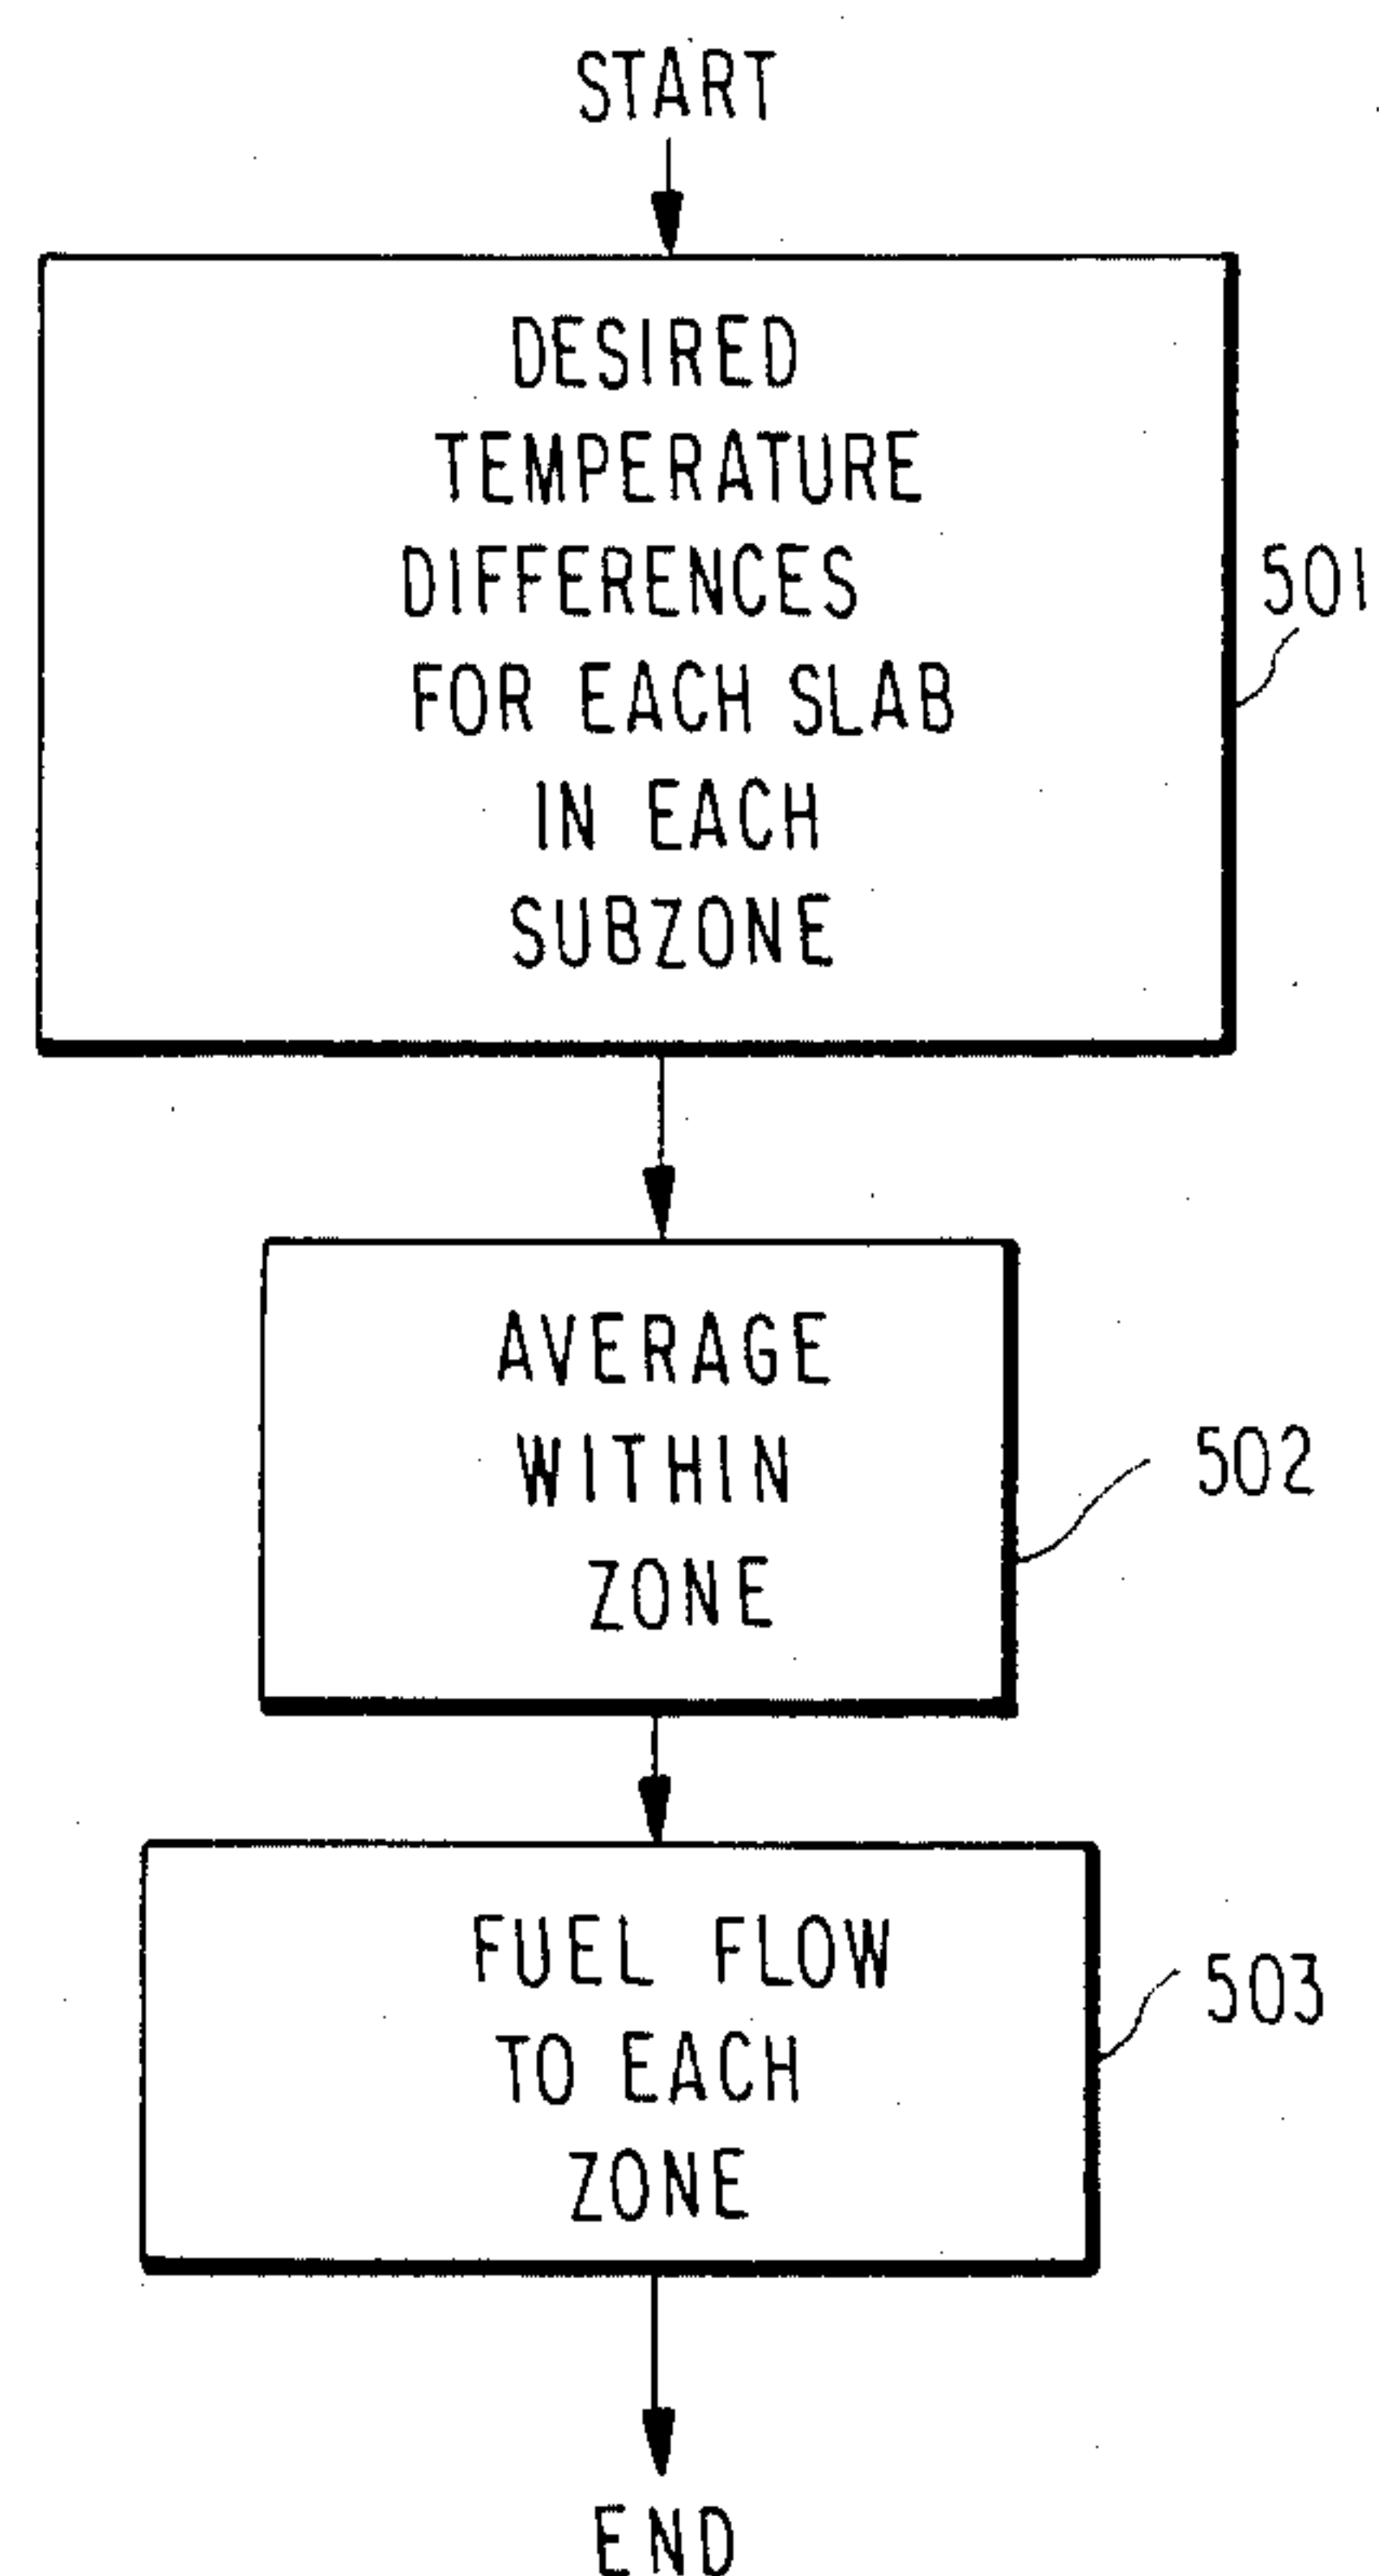 START
DESIRED
TEMPERATURE
DIFFERENCES
FOR EACH SLAB
IN EACH
SUBZONE
501
AVERAGE
WITHIN
ZONE
502
FUEL FLOW
TO EACH
ZONE
503
END